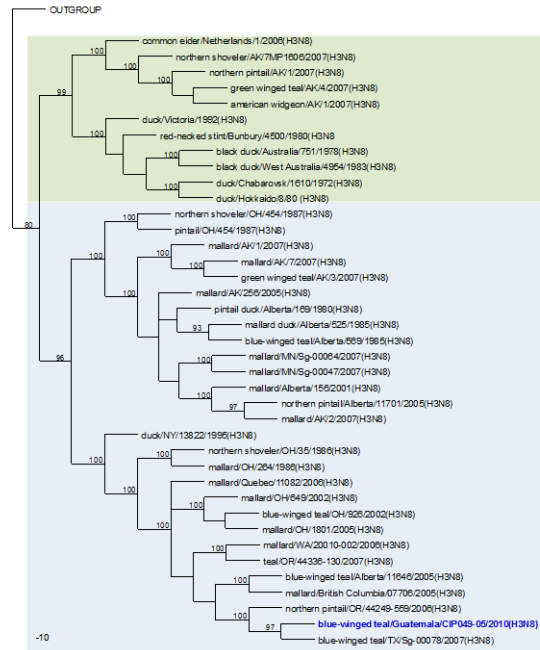 OUTGROUP
common eider/Netherlands/1/2006(H3N8)
100
northern shoveler/AK/7MP1606/2007(H3N8)
100
northern pintail/AK/1/2007(H3N8)
100
green winged teal/AK/4/2007(H3N8)
99
american widgeon/AK/1/2007(H3N8)
duck/Victoria/1992(H3N8)
100
red-necked stint/Bunbury/4500/1980(H3N8
black duck/Australia/751/1978(H3N8)
100
black duck/West Australia/4954/1983(H3N8)
duck/Chabarovsk/1610/1972(H3N8)
100
duck/Hokkaido/8/80 (H3N8)
northern shoveler/OH/454/1987(H3N8)
100
80
pintail/OH/454/1987(H3N8)
mallard/AK/1/2007(H3N8)
100
100
mallard/AK/7/2007(H3N8)
100
green winged teal/AK/3/2007(H3N8)
100
mallard/AK/256/2005(H3N8)
pintail duck/Alberta/169/1980(H3N8)
mallard duck/Alberta/525/1985(H3N8)
93
blue-winged teal/Alberta/569/1985(H3N8)
mallard/MN/Sg-00064/2007(H3N8)
100
96
mallard/MN/Sg-00047/2007(H3N8)
mallard/Alberta/156/2001(H3N8)
100
northern pintail/Alberta/11701/2005(H3N8)
97
mallard/AK/2/2007(H3N8)
duck/NY/13822/1995(H3N8)
northern shoveler/OH/35/1986(H3N8)
100
100
mallard/OH/264/1986(H3N8)
100
mallard/Quebec/11082/2006(H3N8)
100
mallard/OH/649/2002(H3N8)
100
blue-winged teal/OH/926/2002(H3N8)
mallard/OH/1801/2005(H3N8)
mallard/WA/20010-002/2006(H3N8)
100
teal/OR/44336-130/2007(H3N8)
blue-winged teal/Alberta/11646/2005(H3N8)
100
mallard/British Columbia/07706/2005(H3N8)
northern pintail/OR/44249-559/2006(H3N8)
100
blue-winged teal/Guatemala/CIP049-05/2010(H3N8)
97
blue-winged teal/TX/Sg-00078/2007(H3N8)
-10